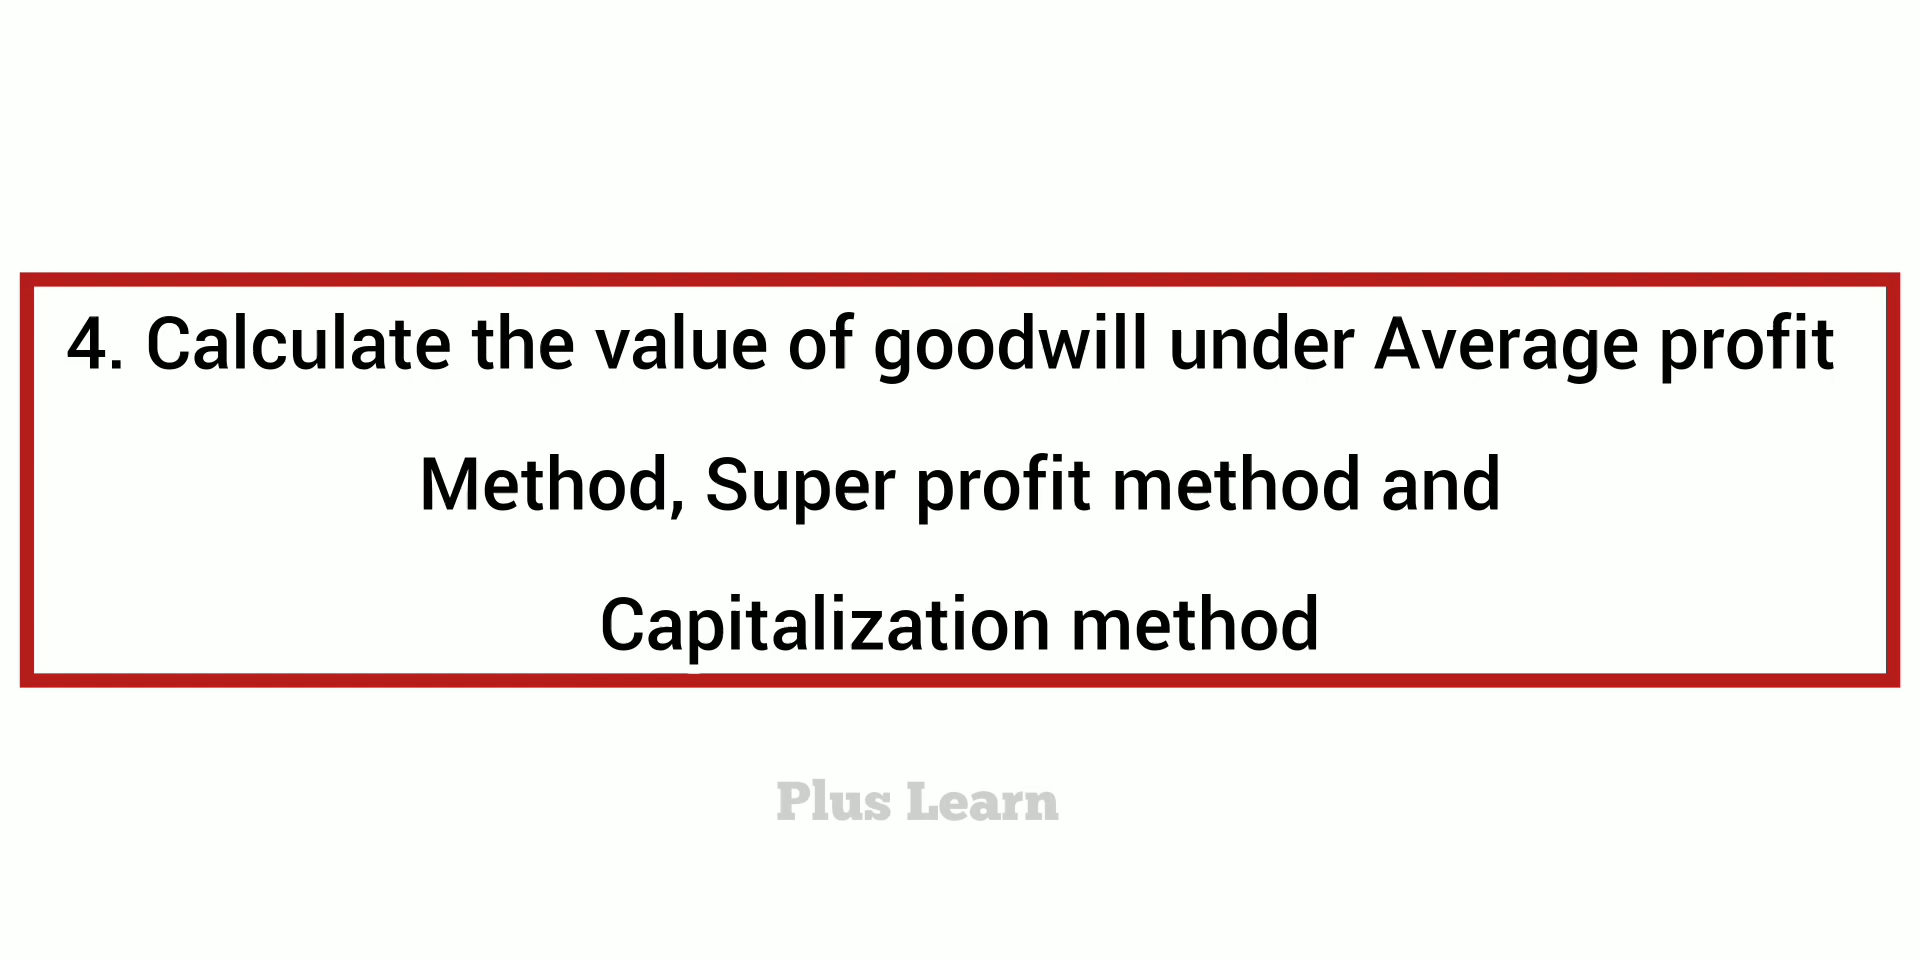 4. Calculate the value of goodwill under Average profit
Method, Super profit method and
Capitalization method
Plus Learn